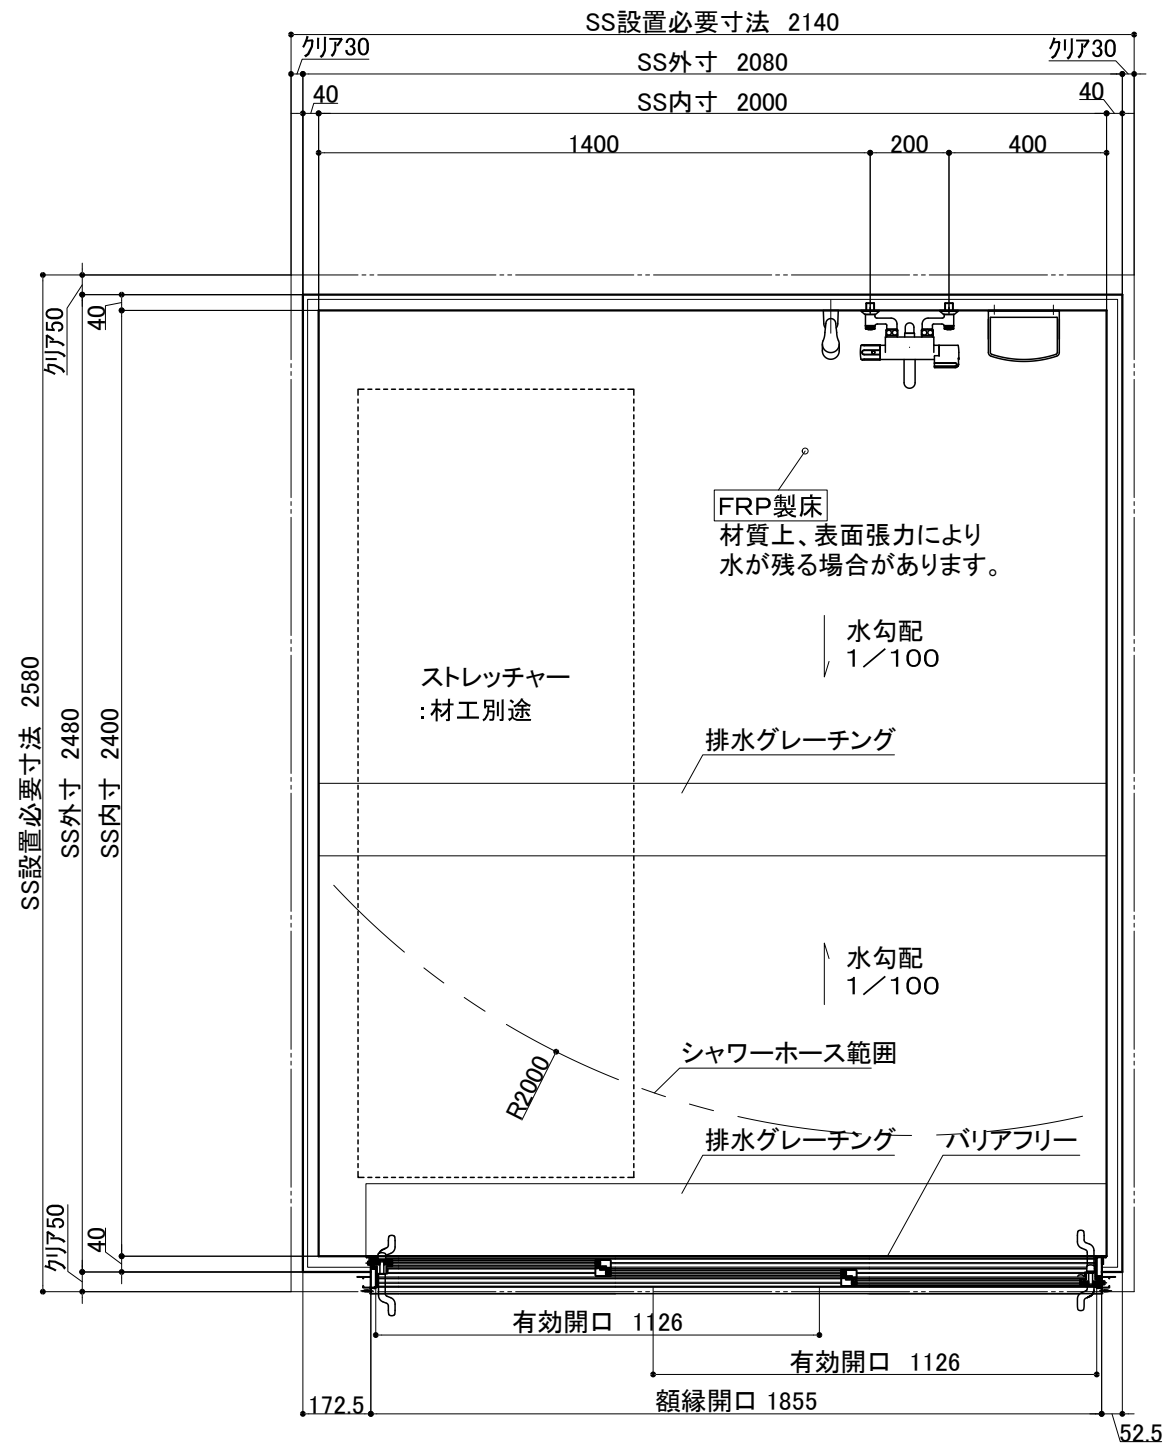 SS設置必要寸法 2140
クリア30
クリア30
SS外寸 2080
40
SS内寸 2000
40
1400
200
400
クリア50
40
FRP製床
材質上、表面張力により
水が残る場合があります。
水勾配
1/100
ストレッチャー
:材工別途
SS設置必要寸法 2580
SS外寸 2480
SS内寸 2400
排水グレーチング
水勾配
1/100
シャワーホース範囲
R2000
排水グレーチング
バリアフリー
クリア50
40
有効開口 1126
有効開口 1126
172.5
額縁開口 1855
52.5